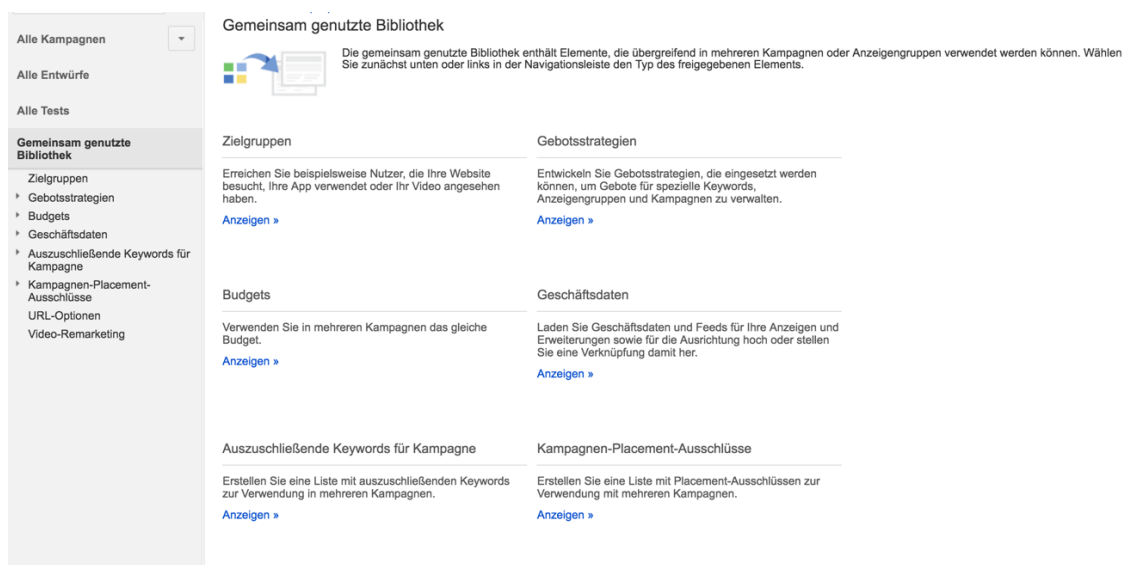 Alle Kampagnen
Alle Entwürfe
Alle Tests
Gemeinsam genutzte
Bibliothek
Zielgruppen
Gebotsstrategien
Budgets
Geschäftsdaten
Auszuschließende Keywords für
Kampagne
Kampagnen-Placement-
Ausschlüsse
URL-Optionen
Video-Remarketing
Gemeinsam genutzte Bibliothek
Die gemeinsam genutzte Bibliothek enthält Elemente, die übergreifend in mehreren Kampagnen oder Anzeigengruppen verwendet werden können. Wählen
Sie zunächst unten oder links in der Navigationsleiste den Typ des freigegebenen Elements.
Zielgruppen
Erreichen Sie beispielsweise Nutzer, die Ihre Website
besucht, Ihre App verwendet oder Ihr Video angesehen
haben.
Anzeigen »
Gebotsstrategien
Entwickeln Sie Gebotsstrategien, die eingesetzt werden
können, um Gebote für spezielle Keywords,
Anzeigengruppen und Kampagnen zu verwalten.
Anzeigen »
Budgets
Verwenden Sie in mehreren Kampagnen das gleiche
Budget.
Anzeigen »
Geschäftsdaten
Laden Sie Geschäftsdaten und Feeds für Ihre Anzeigen und
Erweiterungen sowie für die Ausrichtung hoch oder stellen
Sie eine Verknüpfung damit her.
Anzeigen »
Auszuschließende Keywords für Kampagne
Erstellen Sie eine Liste mit auszuschließenden Keywords
zur Verwendung in mehreren Kampagnen.
Anzeigen »
Kampagnen-Placement-Ausschlüsse
Erstellen Sie eine Liste mit Placement-Ausschlüssen zur
Verwendung mit mehreren Kampagnen.
Anzeigen »